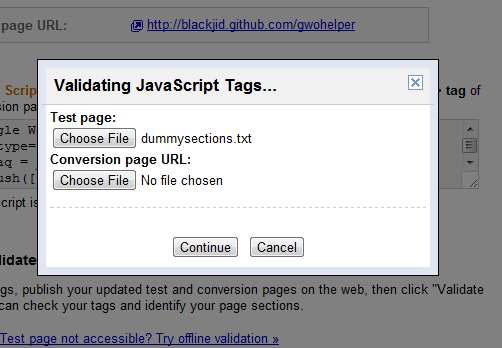 page URL: http://blackjid.github.com/gwohelper
Validating JavaScript Tags...
Scrip tag of
sion pa
gle W
type=
aq =
ush([
cript is
Test page:
Choose File dummysections.txt
Conversion page URL:
Choose File No file chosen
Continue Cancel
lidate
gs, publish your updated test and conversion pages on the web, then click "Validate
can check your tags and identify your page sections.
Test page not accessible? Try offline validation »